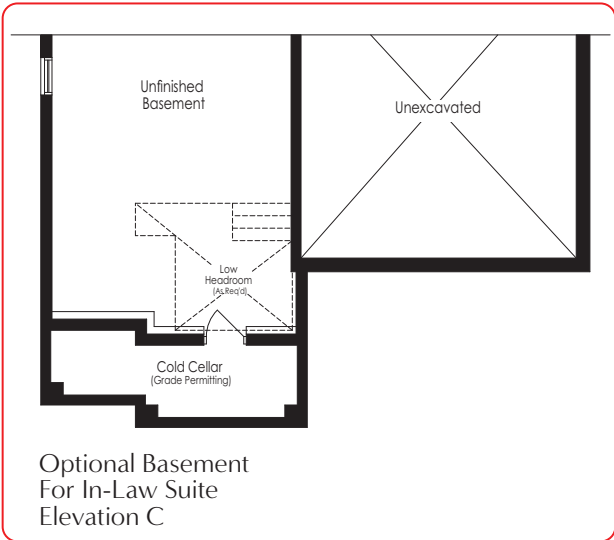 Unfinished
Basement
Unexcavated
Low
Headroom
(As Req'd)
Cold Cellar
(Grade Permitting)
Optional Basement
For In-Law Suite
Elevation C